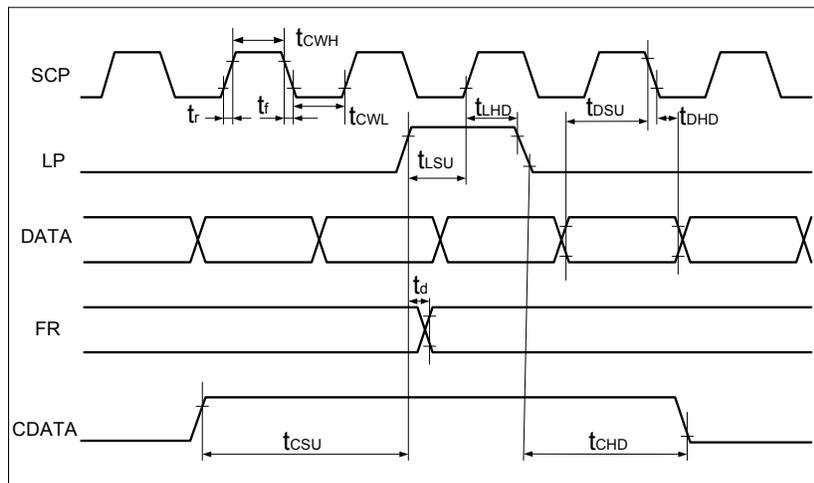 tCWH
SCP
tr
tf
tCWL
tLHD
tDSU
tDHD
LP
tLSU
DATA
td
FR
CDATA
tCSU
tCHD